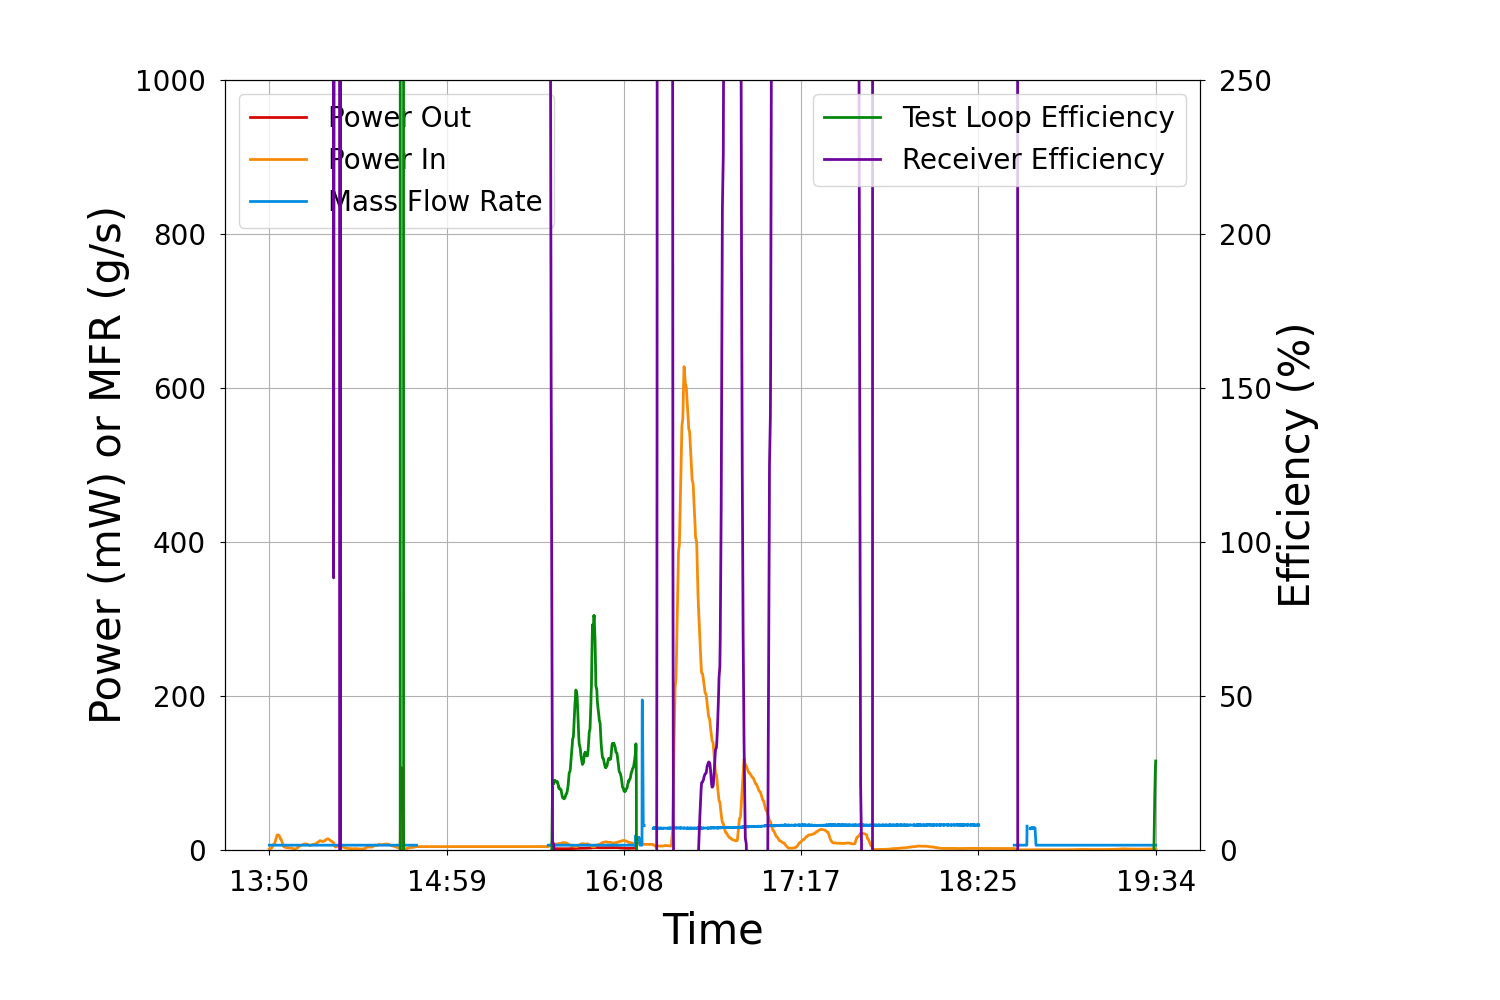 1000
800
600
400
200
0
Power (mW) or MFR (g/s)
Power Out
Power In
Mass Flow Rate
Test Loop Efficiency
Receiver Efficiency
250
200
150
100
50
0
Efficiency (%)
13:50 14:59 16:08 17:17 18:25 19:34
Time